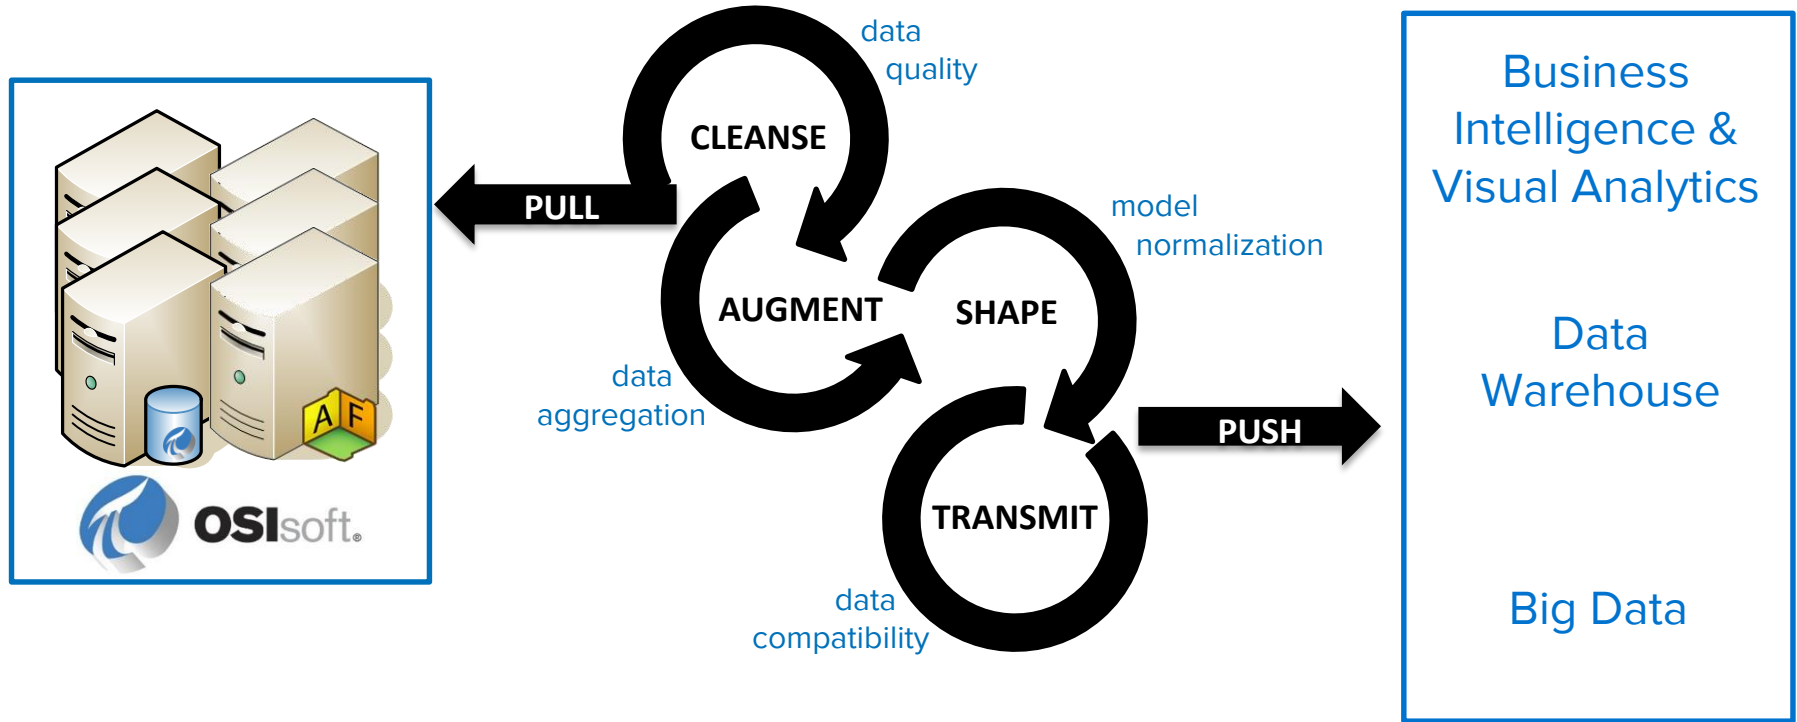 data
quality
CLEANSE
PULL
AUGMENT
data
aggregation
model
normalization
SHAPE
TRANSMIT
data
compatibility
PUSH
A F
OSIsoft®
Business
Intelligence &
Visual Analytics
Data
Warehouse
Big Data